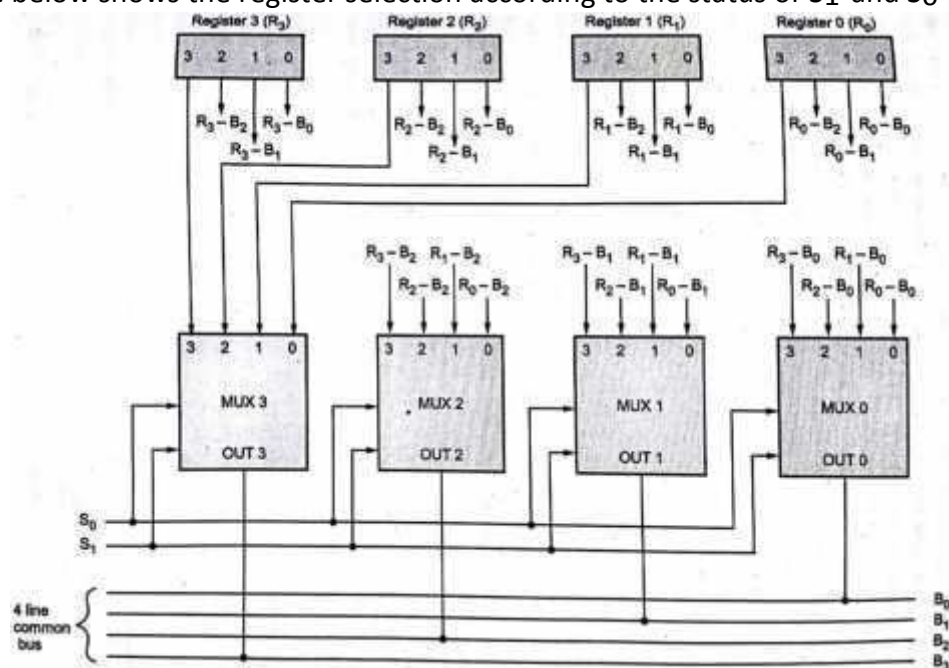 below shows the register selection according to the status of S1 and S0
Register 3 (R3) Register 2 (R2) Register 1 (R1) Register 0 (R0)
3 2 1 0 3 2 1 0 3 2 1 0 3 2 1 0
R3–B2 R3–B0 R2–B2 R2–B0 R1–B2 R1–B0 R0–B2 R0–B0
R3–B1 R2–B1 R1–B1 R0–B1
R3–B2 R1–B2 R3–B1 R1–B1 R3–B0 R1–B0
R2–B2 R0–B2 R2–B1 R0–B1 R2–B0 R0–B0
3 2 1 0 3 2 1 0 3 2 1 0 3 2 1 0
MUX 3 MUX 2 MUX 1 MUX 0
OUT 3 OUT 2 OUT 1 OUT 0
S0
S1
4 line
common
bus
B0
B1
B2